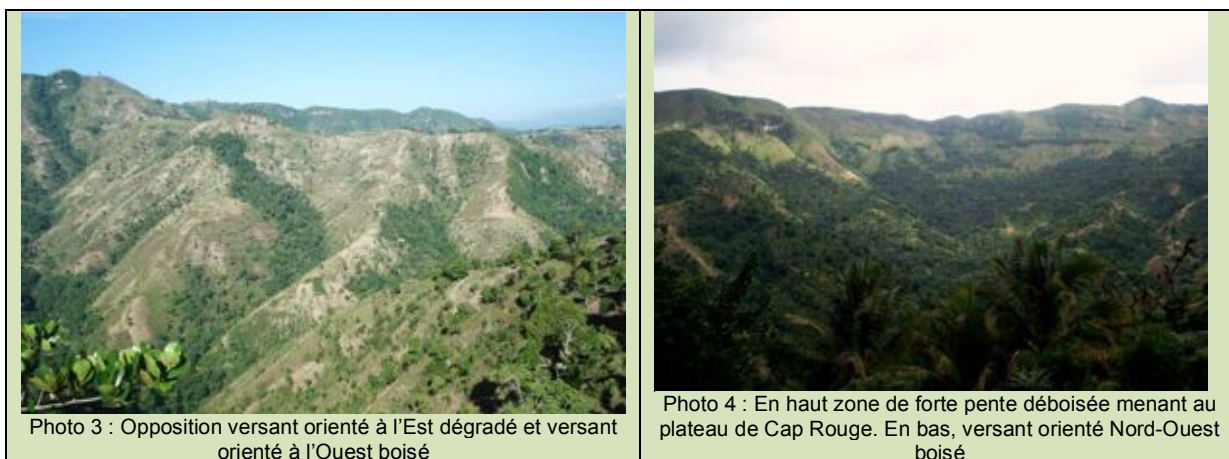 Photo 3 : Opposition versant orienté à l'Est dégradé et versant
orienté à l'Ouest boisé
Photo 4 : En haut zone de forte pente déboisée menant au
plateau de Cap Rouge. En bas, versant orienté Nord-Ouest
boisé